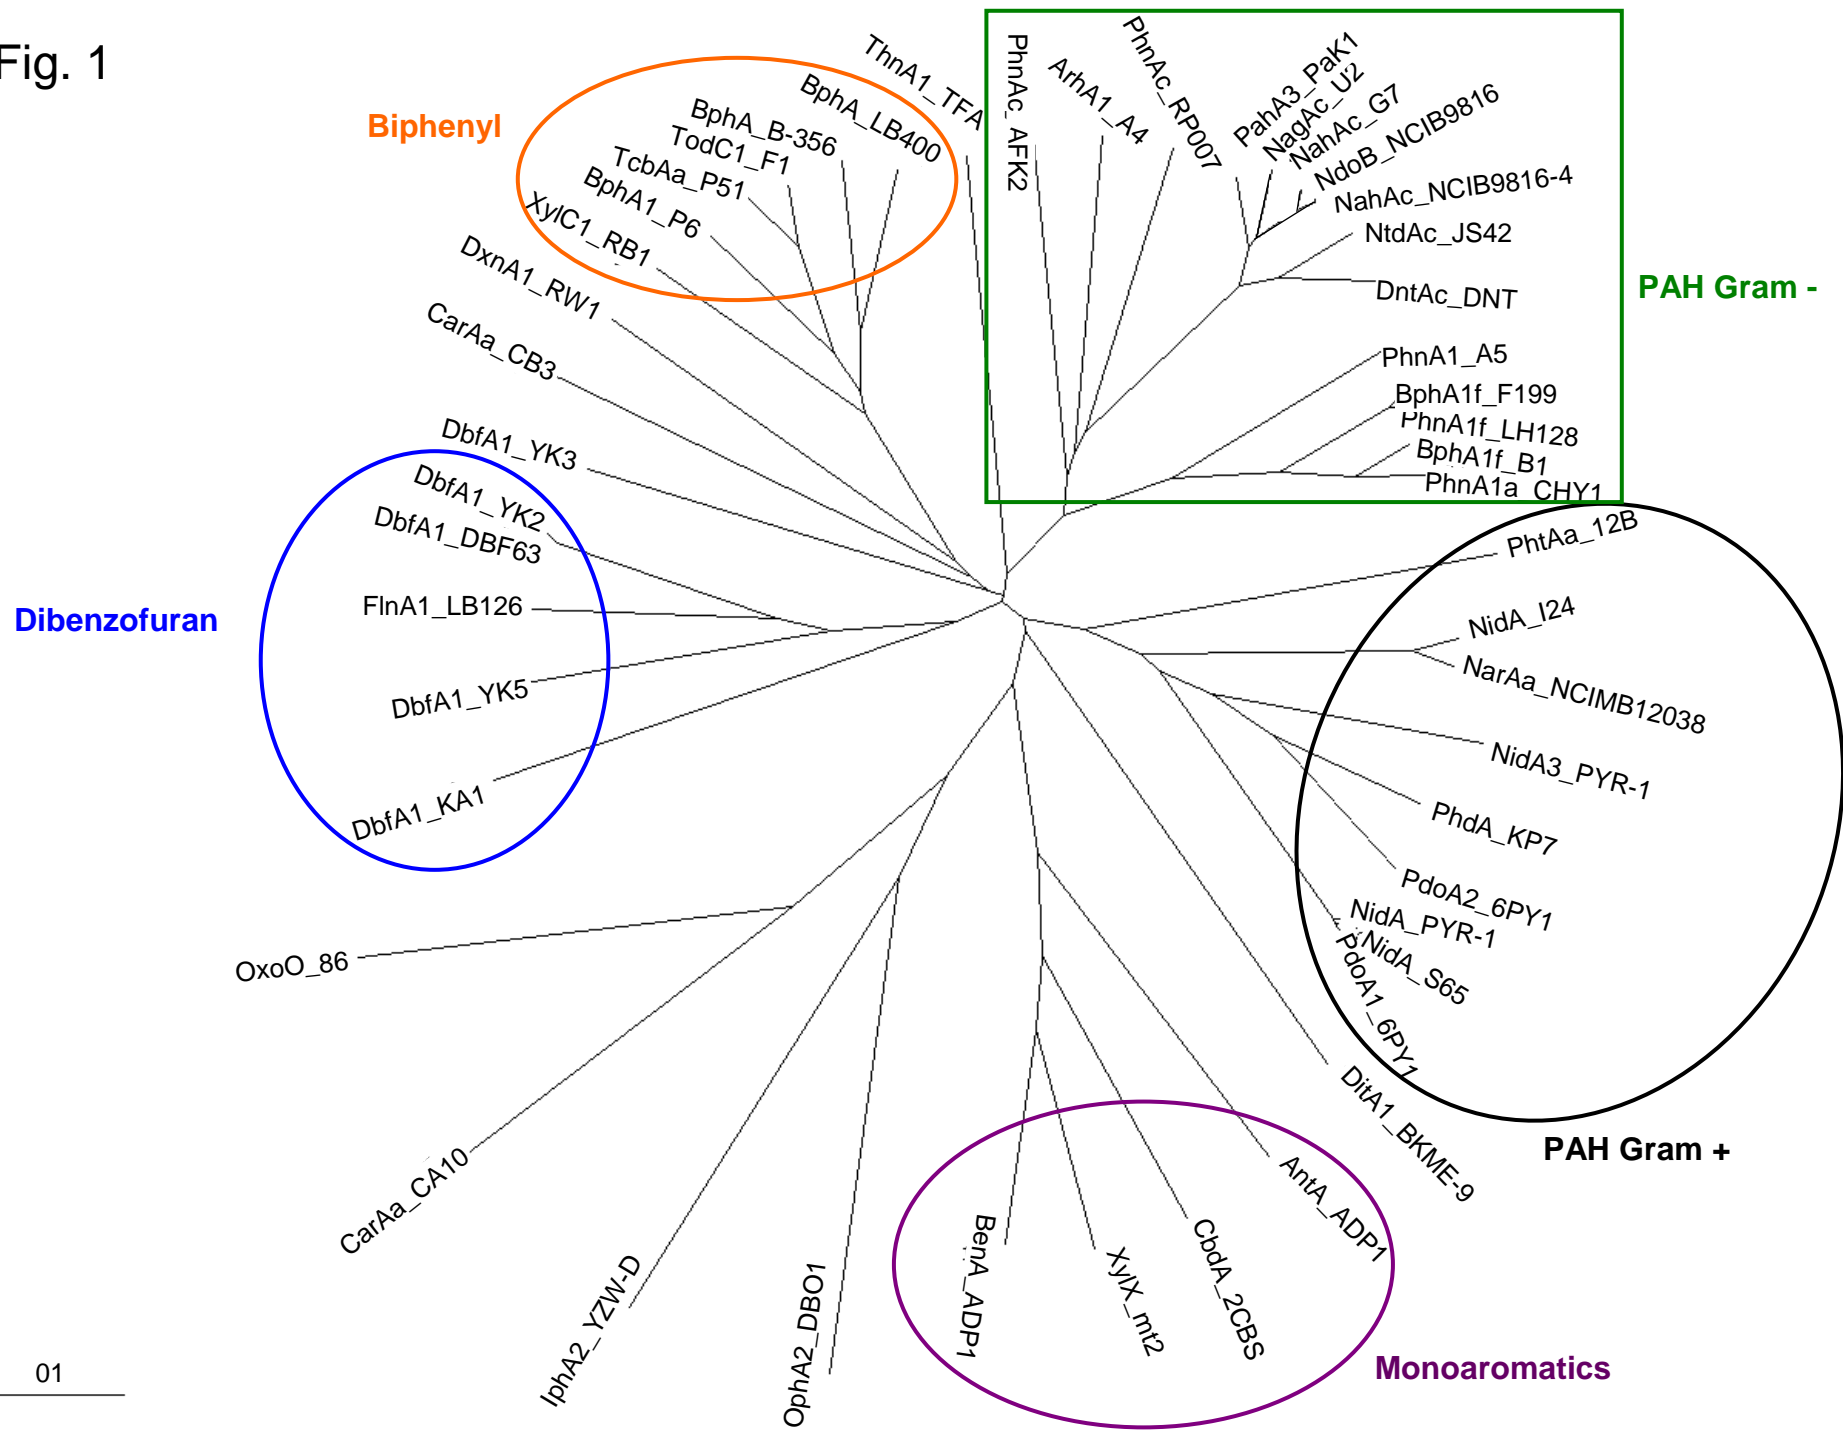 Fig. 1
Biphenyl
BphA_LB400
BphA_B-356
TodC1_F1
TcbAa_P51
BphA1_P6
XylC1_RB1
DxnA1_RW1
CarAa_CB3
DbfA1_YK3
ThnA1_TFA
PhnAc_AFK2
ArhA1_A4
PhnAc_RP007
PahA3_PaK1
NagAc_U2
NahAc_G7
NdoB_NCIB9816
NahAc_NCIB9816-4
NtdAc_JS42
DntAc_DNT
PhnA1_A5
BphA1f_F199
PhnA1f_LH128
BphA1f_B1
PhnA1a_CHY1
PAH Gram -
DbfA1_YK2
DbfA1_DBF63
FlnA1_LB126
DbfA1_YK5
DbfA1_KA1
Dibenzofuran
PhtAa_12B
NidA_I24
NarAa_NCIMB12038
NidA3_PYR-1
PhdA_KP7
PdoA2_6PY1
NidA_PYR-1
NidA_S65
PdoA1_6PY1
PAH Gram +
DitA1_BKME-9
AntA_ADP1
CbdA_2CBS
XylX_mt2
BenA_ADP1
Monoaromatics
OphA2_DBO1
IphA2_YZW-D
CarAa_CA10
OxoO_86
01